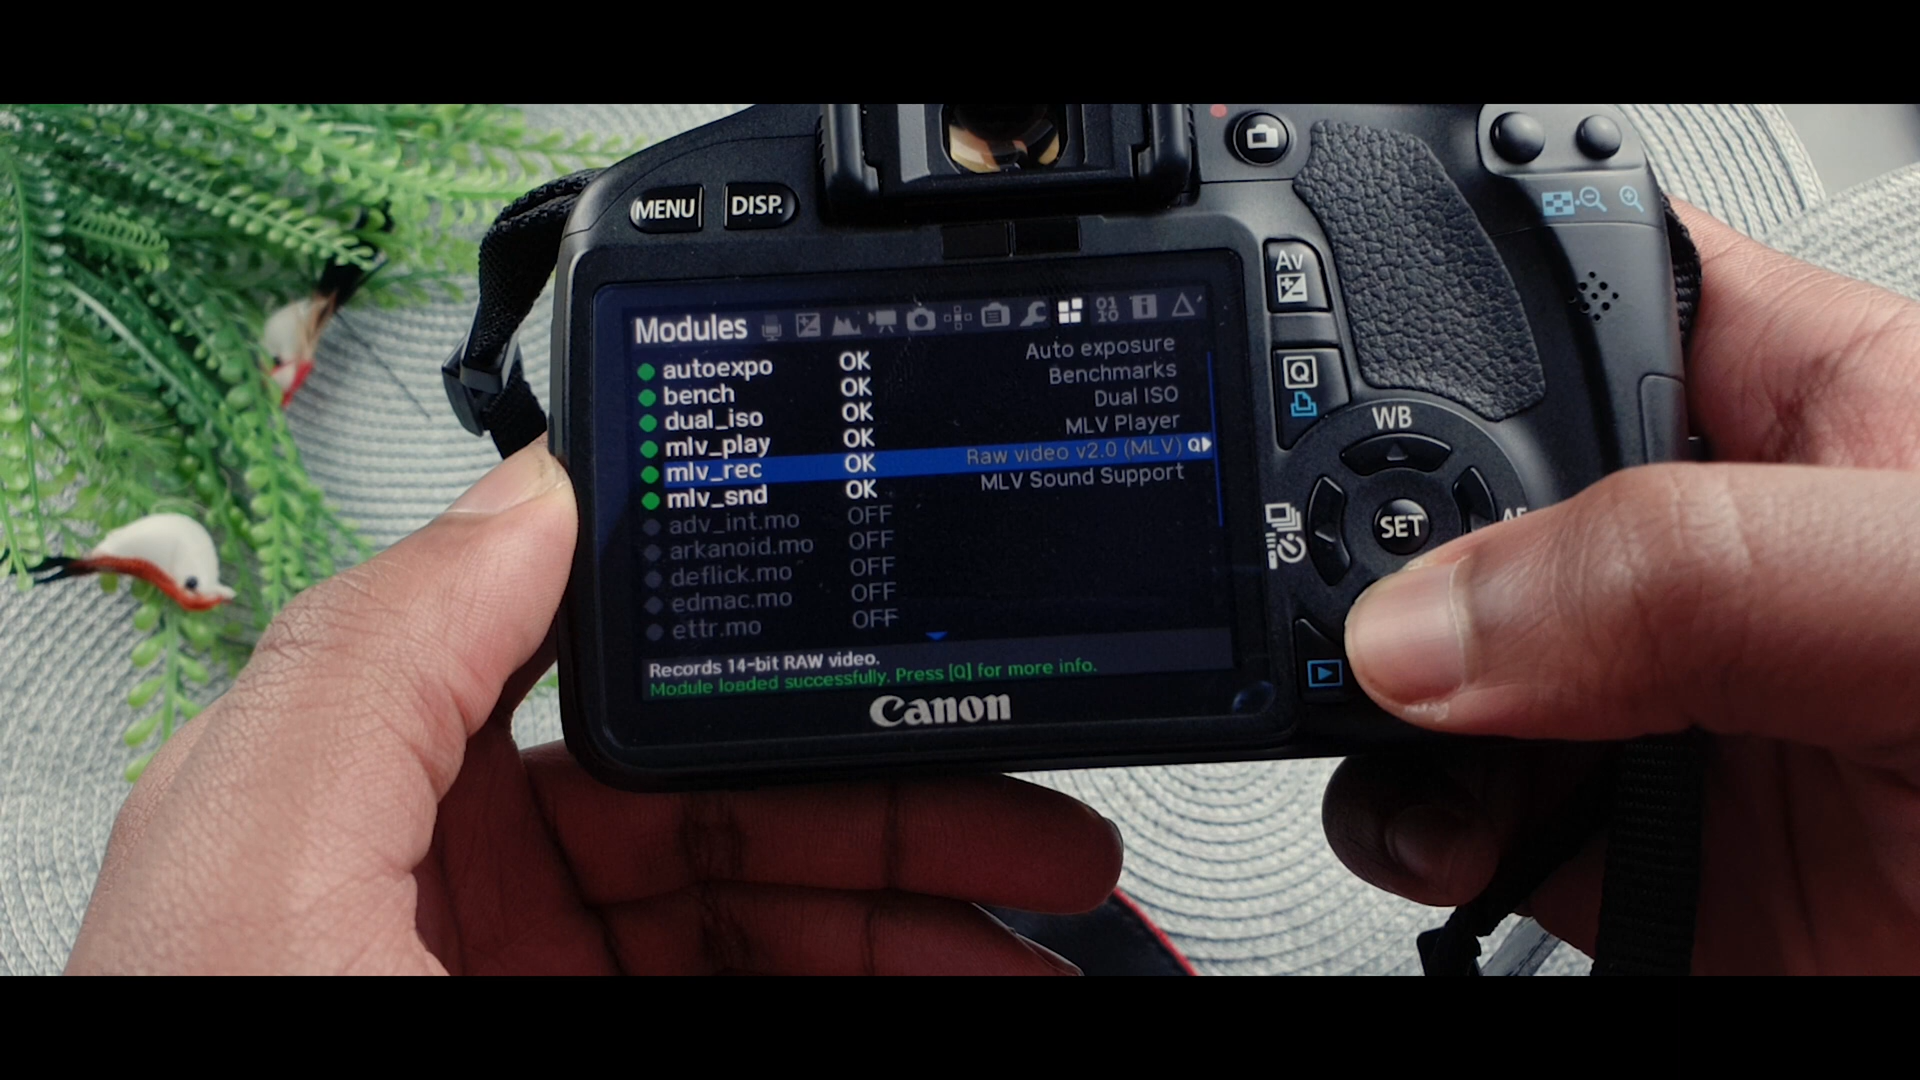 MENU DISP.
Av
Q
WB
SET
AF
Modules
autoexpo OK Auto exposure
bench OK Benchmarks
dual_iso OK Dual ISO
mlv_play OK MLV Player
mlv_rec OK Raw video v2.0 (MLV) Q
mlv_snd OK MLV Sound Support
adv_int.mo OFF
arkanoid.mo OFF
deflick.mo OFF
edmac.mo OFF
ettr.mo OFF
Records 14-bit RAW video.
Module loaded successfully. Press [Q] for more info.
Canon